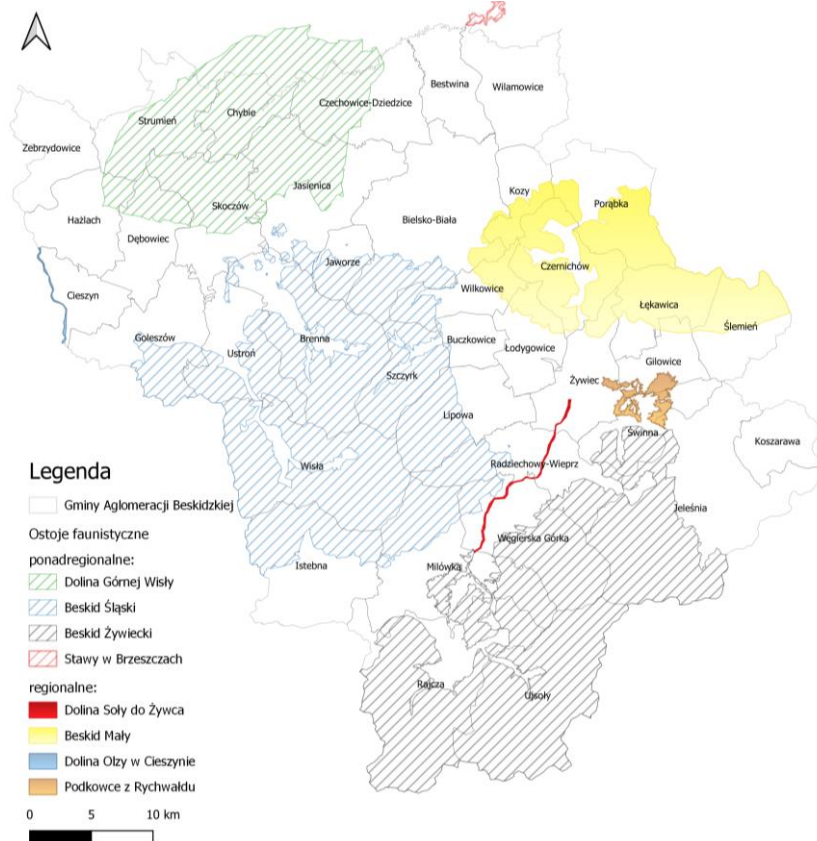 Bestwina
Wilamowice
Czechowice-Dziedzice
Chybie
Strumień
Zebrzydowice
Jasienica
Kozy
Skoczów
Porąbka
Hażlach
Bielsko-Biała
Dębowiec
Jaworze
Czernichów
Wilkowice
Cieszyn
Łękawica
Ślemień
Goleszów
Brenna
Buczkowice
Łodygowice
Ustroń
Gilowice
Szczyrk
Żywiec
Lipowa
Świnna
Koszarawa
Wisła
Radziechowy-Wieprz
Jeleśnia
Węgierska Górka
Istebna
Milówka
Rajcza
Ujsoły
Legenda
Gminy Aglomeracji Beskidzkiej
Ostoje faunistyczne
ponadregionalne:
Dolina Górnej Wisły
Beskid Śląski
Beskid Żywiecki
Stawy w Brzeszczach
regionalne:
Dolina Soły do Żywca
Beskid Mały
Dolina Olzy w Cieszynie
Podkowce z Rychwałdu
0 5 10 km